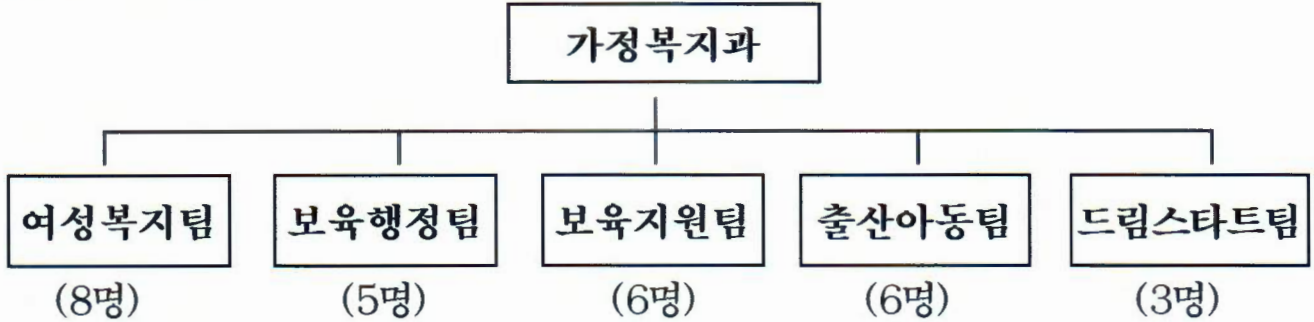 가정복지과
여성복지팀 보육행정팀 보육지원팀 출산아동팀 드림스타트팀
(8명) (5명) (6명) (6명) (3명)